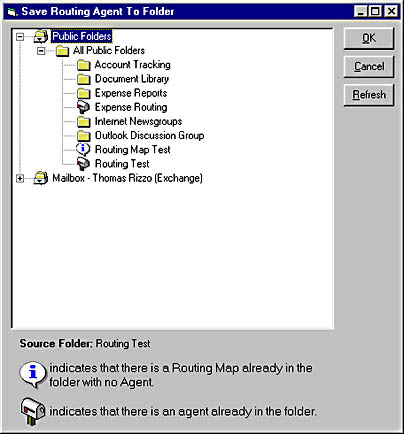 Save Routing Agent To Folder
Public Folders
All Public Folders
Account Tracking
Document Library
Expense Reports
Expense Routing
Internet Newsgroups
Outlook Discussion Group
Routing Map Test
Routing Test
Mailbox - Thomas Rizzo (Exchange)
OK
Cancel
Refresh
Source Folder: Routing Test
indicates that there is a Routing Map already in the
folder with no Agent.
indicates that there is an agent already in the folder.